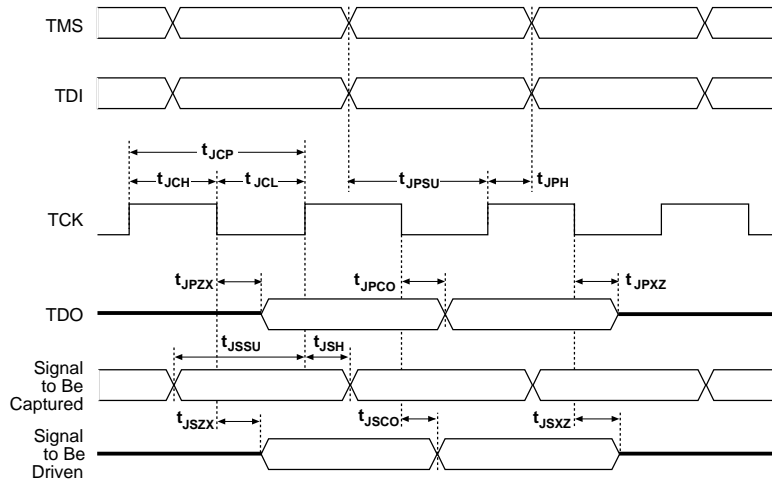 TMS
TDI
tJCP
tJCH
tJCL
tJPSU
tJPH
TCK
tJPZX
tJPCO
tJPXZ
TDO
tJSSU
tJSH
Signal
to Be
Captured
tJSZX
tJSCO
tJSXZ
Signal
to Be
Driven